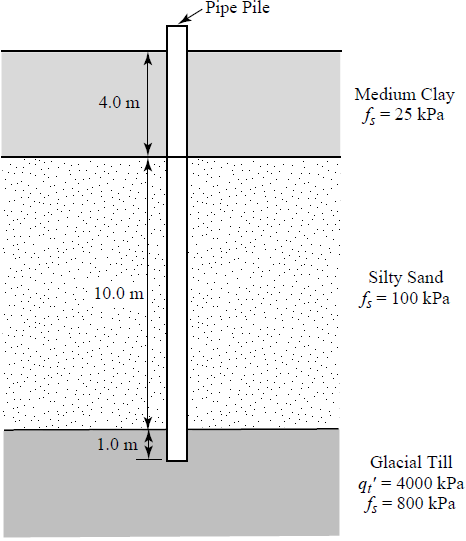 Pipe Pile
4.0 m
Medium Clay
fₛ = 25 kPa
10.0 m
Silty Sand
fₛ = 100 kPa
1.0 m
Glacial Till
qₜ' = 4000 kPa
fₛ = 800 kPa